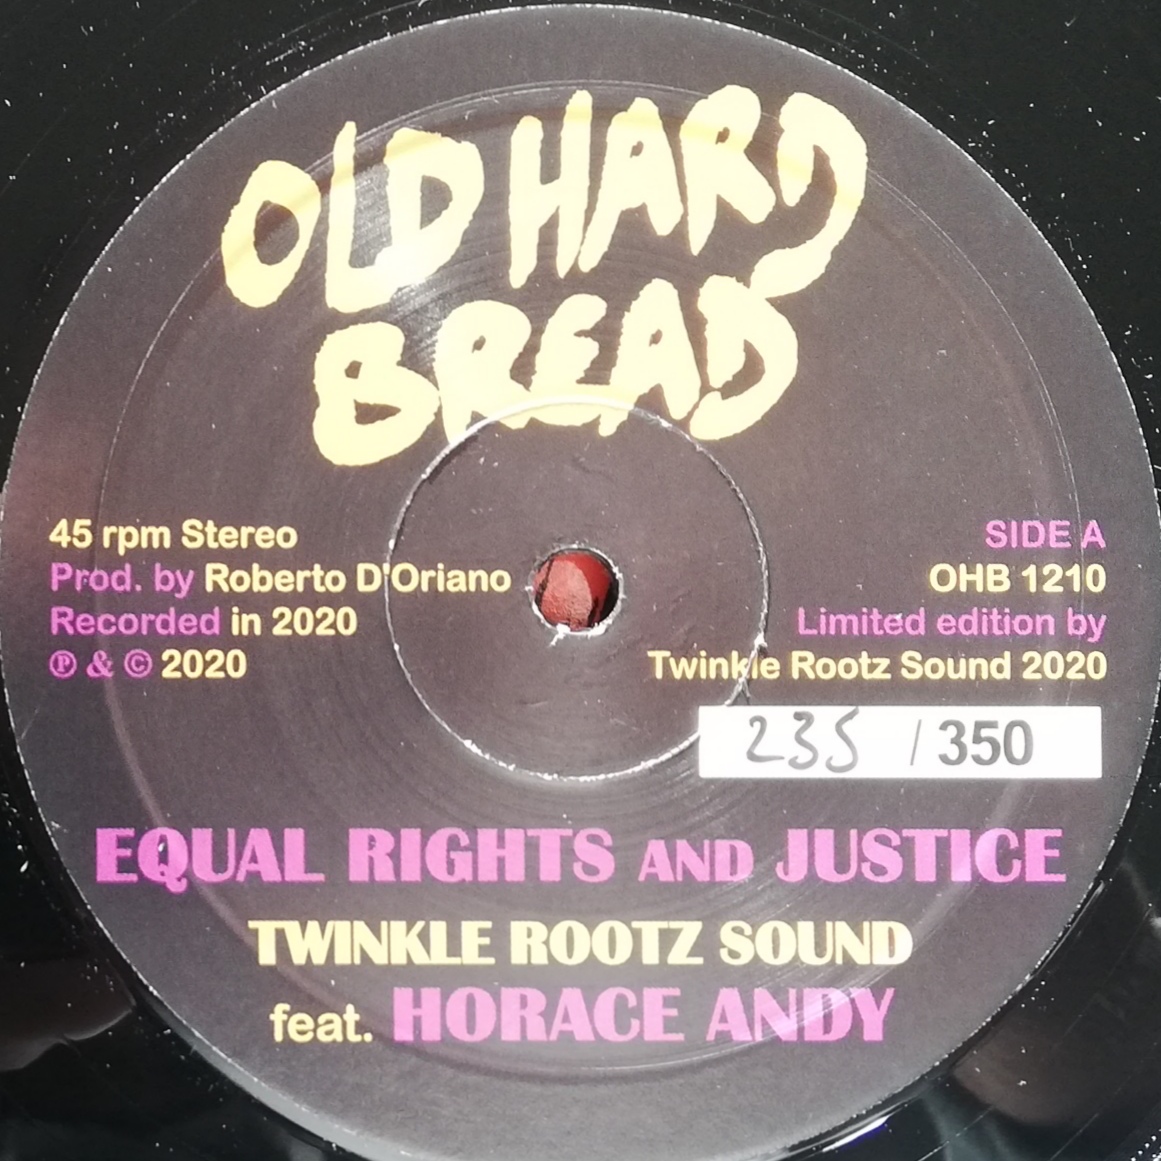 OLD HARD
BREAD
45 rpm Stereo
Prod. by Roberto D'Oriano
Recorded in 2020
℗ & © 2020
SIDE A
OHB 1210
Limited edition by
Twinkle Rootz Sound 2020
235 / 350
EQUAL RIGHTS AND JUSTICE
TWINKLE ROOTZ SOUND
feat. HORACE ANDY